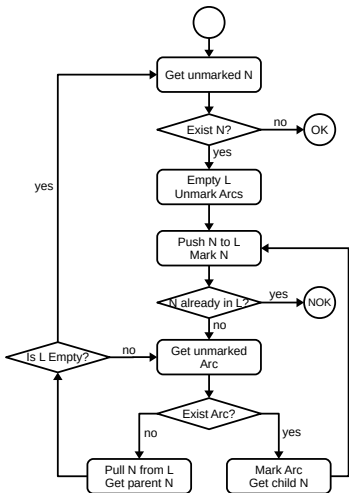 Get unmarked N
Exist N?
no
OK
yes
Empty L
Unmark Arcs
yes
Push N to L
Mark N
N already in L?
yes
NOK
no
Is L Empty?
no
Get unmarked
Arc
Exist Arc?
no
yes
Pull N from L
Get parent N
Mark Arc
Get child N